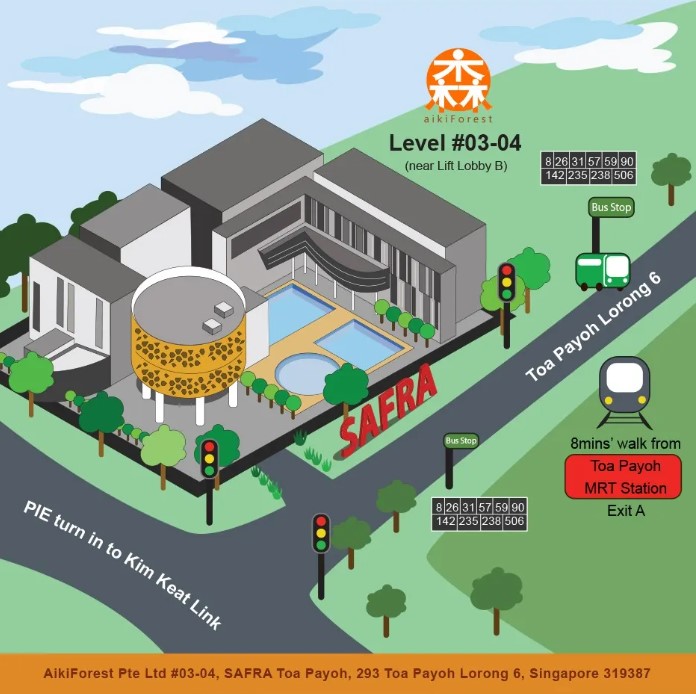 森
aikiForest
Level #03-04
(near Lift Lobby B)
8 26 31 57 59 90
142 235 238 506
Bus Stop
Toa Payoh Lorong 6
8mins' walk from
Toa Payoh
MRT Station
Exit A
SAFRA
Bus Stop
8 26 31 57 59 90
142 235 238 506
PIE turn in to Kim Keat Link
AikiForest Pte Ltd #03-04, SAFRA Toa Payoh, 293 Toa Payoh Lorong 6, Singapore 319387